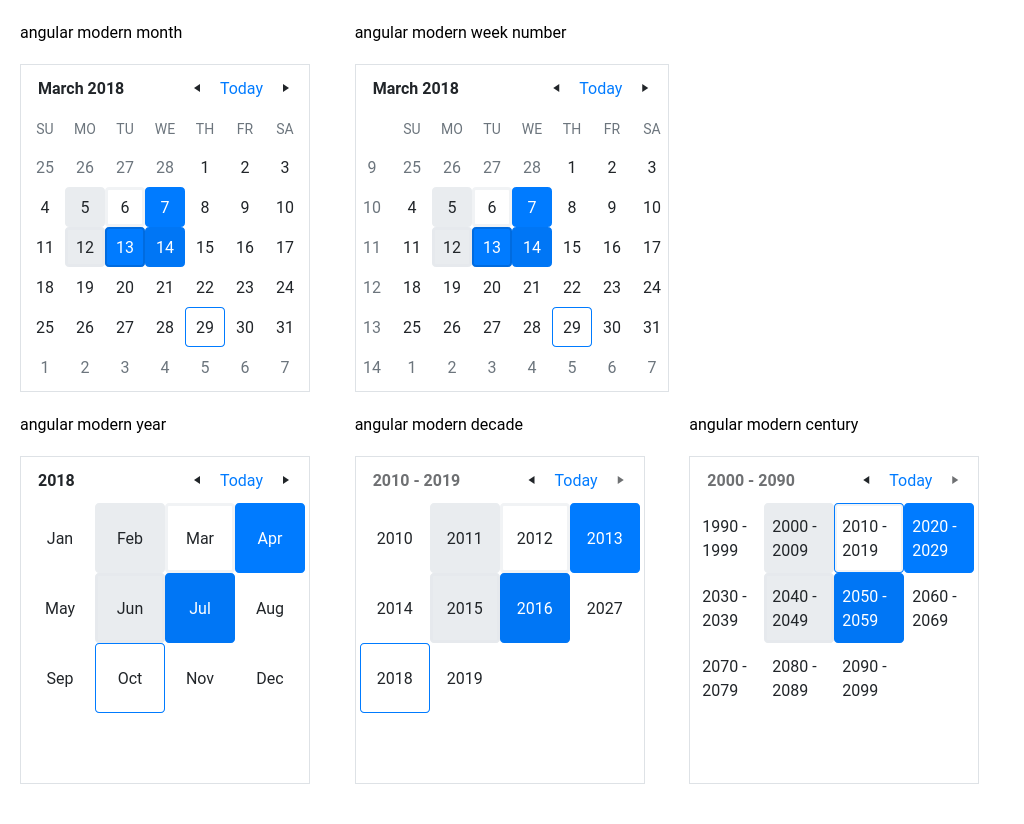 angular modern month
angular modern week number
March 2018 ◂ Today ▸
SU MO TU WE TH FR SA
25 26 27 28 1 2 3
4 5 6 7 8 9 10
11 12 13 14 15 16 17
18 19 20 21 22 23 24
25 26 27 28 29 30 31
1 2 3 4 5 6 7
March 2018 ◂ Today ▸
SU MO TU WE TH FR SA
9 25 26 27 28 1 2 3
10 4 5 6 7 8 9 10
11 11 12 13 14 15 16 17
12 18 19 20 21 22 23 24
13 25 26 27 28 29 30 31
14 1 2 3 4 5 6 7
angular modern year
angular modern decade
angular modern century
2018 ◂ Today ▸
Jan Feb Mar Apr
May Jun Jul Aug
Sep Oct Nov Dec
2010 - 2019 ◂ Today ▸
2010 2011 2012 2013
2014 2015 2016 2027
2018 2019
2000 - 2090 ◂ Today ▸
1990 - 2000 - 2010 - 2020 -
1999 2009 2019 2029
2030 - 2040 - 2050 - 2060 -
2039 2049 2059 2069
2070 - 2080 - 2090 -
2079 2089 2099